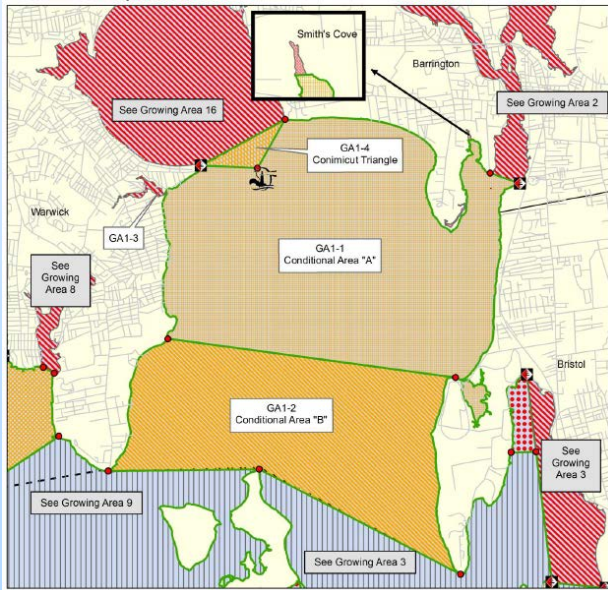 Smith's Cove
Barrington
See Growing Area 16
See Growing Area 2
GA1-4
Conimicut Triangle
Warwick
GA1-3
GA1-1
Conditional Area "A"
See
Growing
Area 8
Bristol
GA1-2
Conditional Area "B"
See
Growing
Area 3
See Growing Area 9
See Growing Area 3